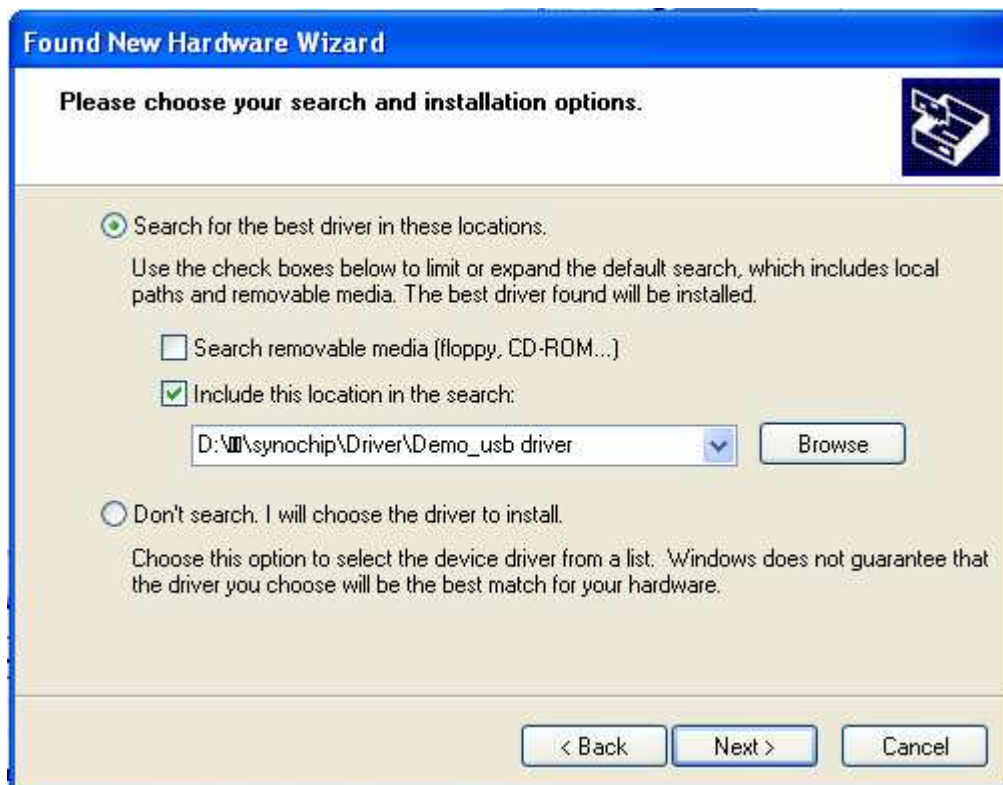 Found New Hardware Wizard
Please choose your search and installation options.
Search for the best driver in these locations.
Use the check boxes below to limit or expand the default search, which includes local
paths and removable media. The best driver found will be installed.
Search removable media (floppy, CD-ROM...)
Include this location in the search:
D:\\synochip\Driver\Demo_usb driver
Browse
Don't search. I will choose the driver to install.
Choose this option to select the device driver from a list. Windows does not guarantee that
the driver you choose will be the best match for your hardware.
< Back
Next >
Cancel